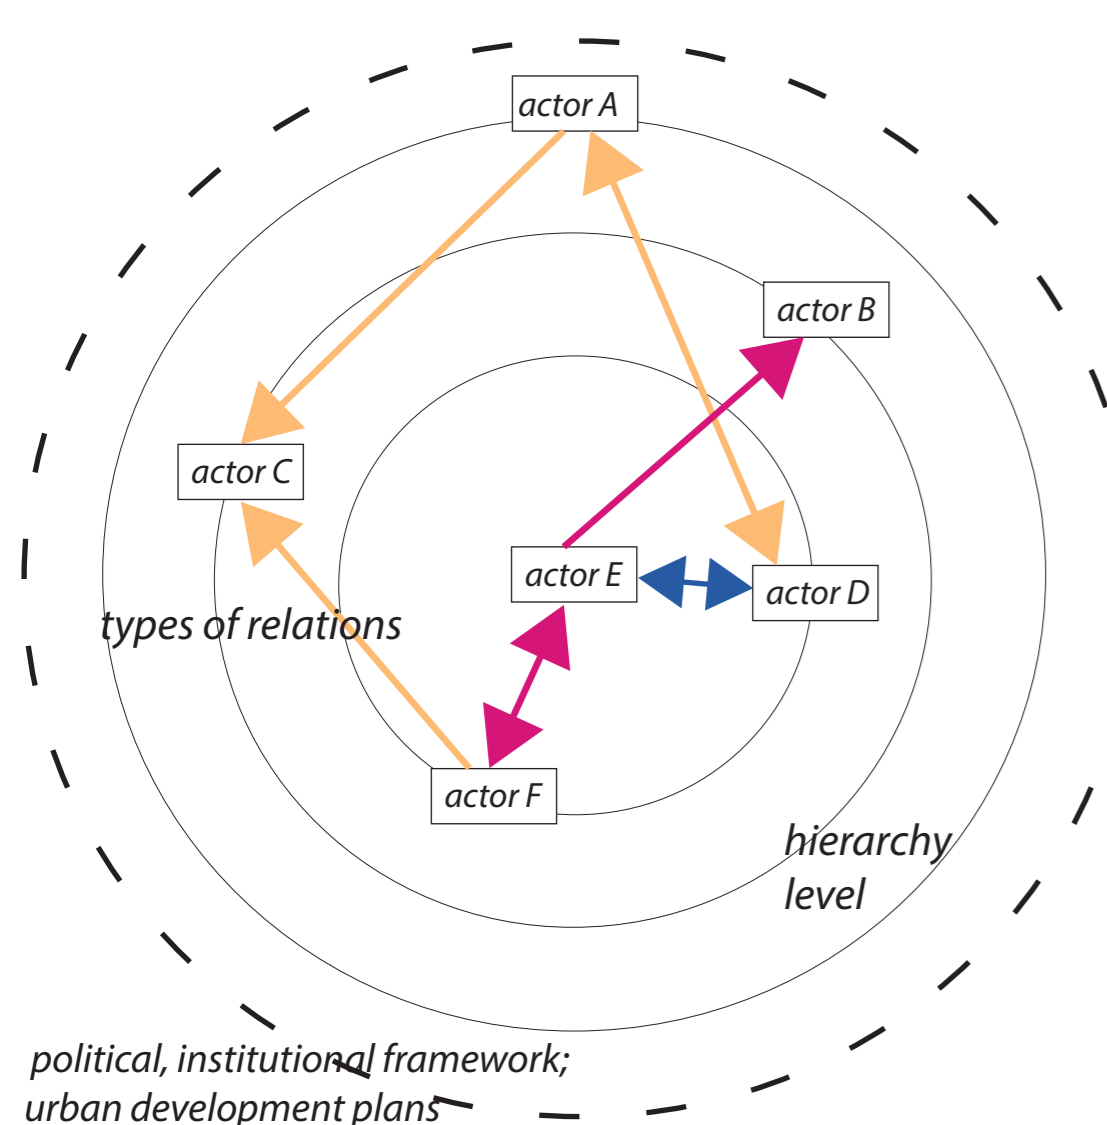 actor A
actor B
actor C
actor E
actor D
types of relations
actor F
hierarchy
level
political, institutional framework;
urban development plans